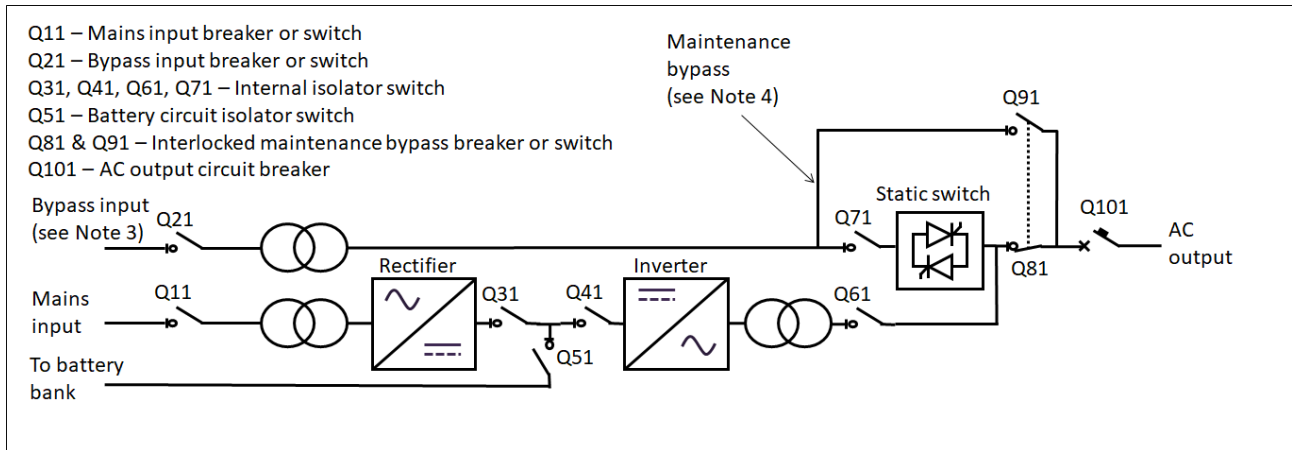 Q11 – Mains input breaker or switch
Q21 – Bypass input breaker or switch
Q31, Q41, Q61, Q71 – Internal isolator switch
Q51 – Battery circuit isolator switch
Q81 & Q91 – Interlocked maintenance bypass breaker or switch
Q101 – AC output circuit breaker
Maintenance
bypass
(see Note 4)
Q91
Bypass input
(see Note 3)
Q21
Q71
Static switch
Q81
Q101
AC
output
Mains
input
Q11
Rectifier
Q31
Q41
Inverter
Q61
Q51
To battery
bank